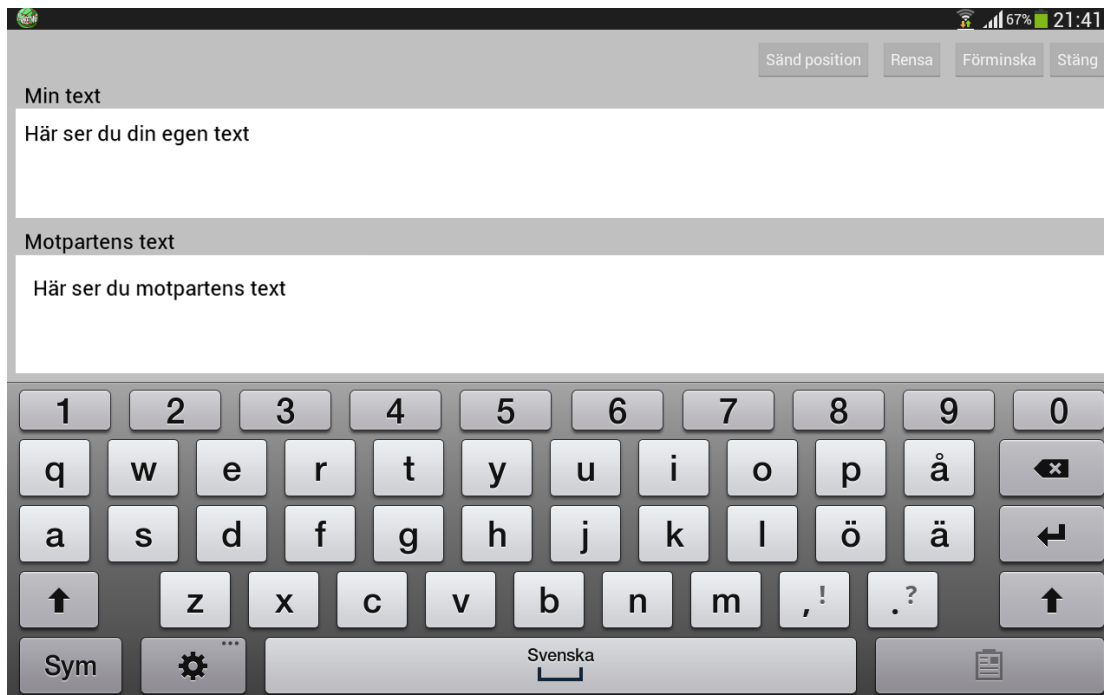 67% 21:41
Sänd position Rensa Förminska Stäng
Min text
Här ser du din egen text
Motpartens text
Här ser du motpartens text
1 2 3 4 5 6 7 8 9 0
q w e r t y u i o p å
a s d f g h j k l ö ä
z x c v b n m , ! . ?
Sym ... Svenska